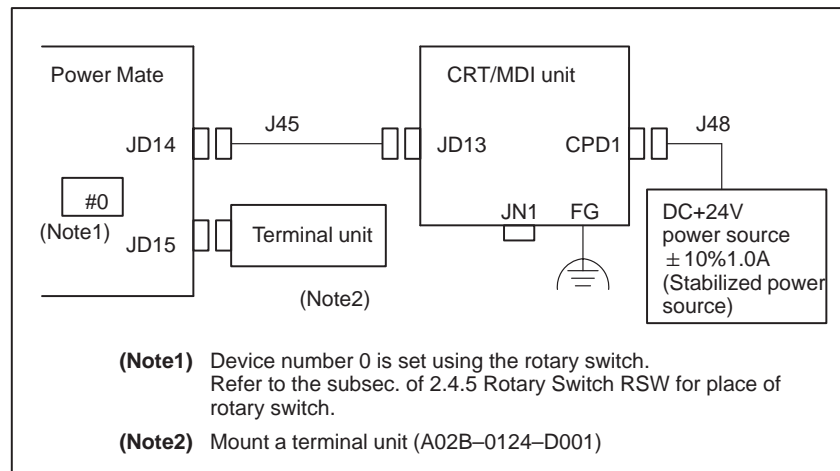 Power Mate
CRT/MDI unit
JD14
J45
JD13
CPD1
J48
#0
(Note1)
JD15
Terminal unit
(Note2)
JN1
FG
DC+24V
power source
±10%1.0A
(Stabilized power
source)
(Note1) Device number 0 is set using the rotary switch.
Refer to the subsec. of 2.4.5 Rotary Switch RSW for place of
rotary switch.
(Note2) Mount a terminal unit (A02B–0124–D001)